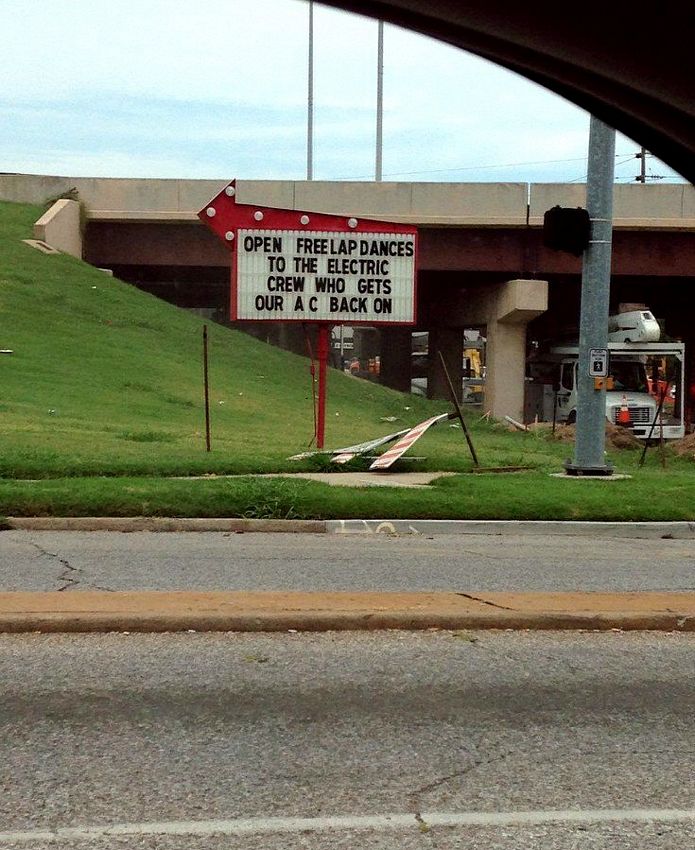 OPEN FREE LAP DANCES
TO THE ELECTRIC
CREW WHO GETS
OUR A C BACK ON